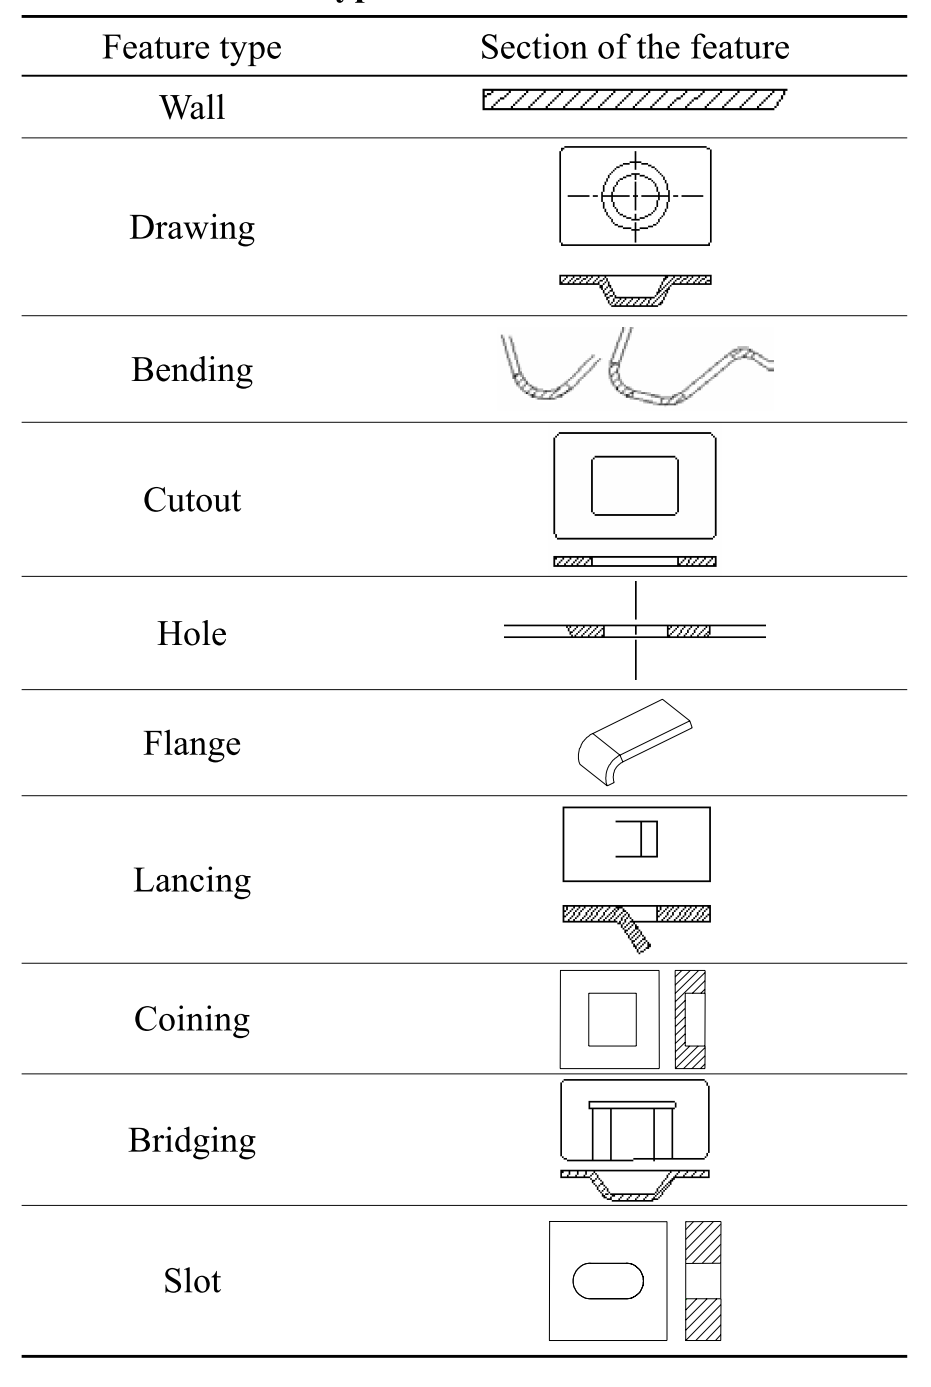 Feature type Section of the feature
Wall
Drawing
Bending
Cutout
Hole
Flange
Lancing
Coining
Bridging
Slot